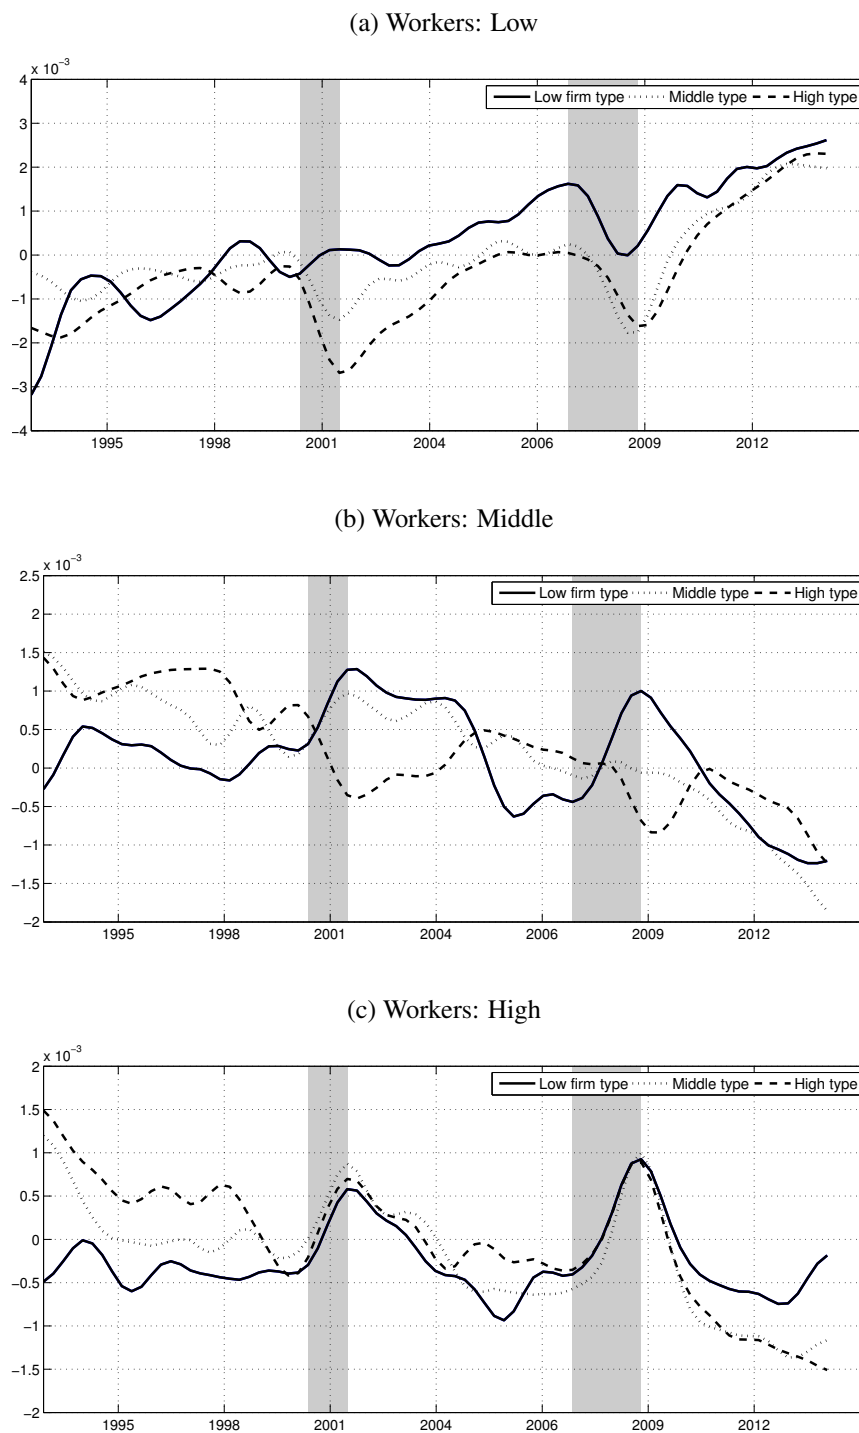 (a) Workers: Low
x 10⁻³
Low firm type Middle type High type
4
3
2
1
0
−1
−2
−3
−4
1995 1998 2001 2004 2006 2009 2012
(b) Workers: Middle
x 10⁻³
2.5
Low firm type Middle type High type
2
1.5
1
0.5
0
−0.5
−1
−1.5
−2
1995 1998 2001 2004 2006 2009 2012
(c) Workers: High
x 10⁻³
2
Low firm type Middle type High type
1.5
1
0.5
0
−0.5
−1
−1.5
−2
1995 1998 2001 2004 2006 2009 2012